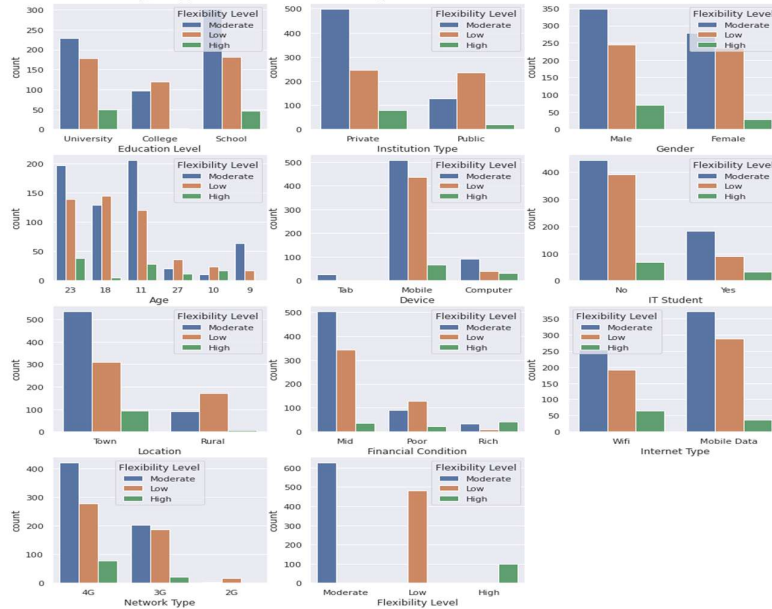 Flexibility Level
Moderate
Low
High
count
300
250
200
150
100
50
0
University College School
Education Level
Flexibility Level
Moderate
Low
High
count
500
400
300
200
100
0
Private Public
Institution Type
Flexibility Level
Moderate
Low
High
count
350
300
250
200
150
100
50
0
Male Female
Gender
Flexibility Level
Moderate
Low
High
count
200
150
100
50
0
23 18 11 27 10 9
Age
Flexibility Level
Moderate
Low
High
count
500
400
300
200
100
0
Tab Mobile Computer
Device
Flexibility Level
Moderate
Low
High
count
400
300
200
100
0
No Yes
IT Student
Flexibility Level
Moderate
Low
High
count
500
400
300
200
100
0
Town Rural
Location
Flexibility Level
Moderate
Low
High
count
500
400
300
200
100
0
Mid Poor Rich
Financial Condition
Flexibility Level
Moderate
Low
High
count
350
300
250
200
150
100
50
0
Wifi Mobile Data
Internet Type
Flexibility Level
Moderate
Low
High
count
400
300
200
100
0
4G 3G 2G
Network Type
Flexibility Level
Moderate
Low
High
count
600
500
400
300
200
100
0
Moderate Low High
Flexibility Level